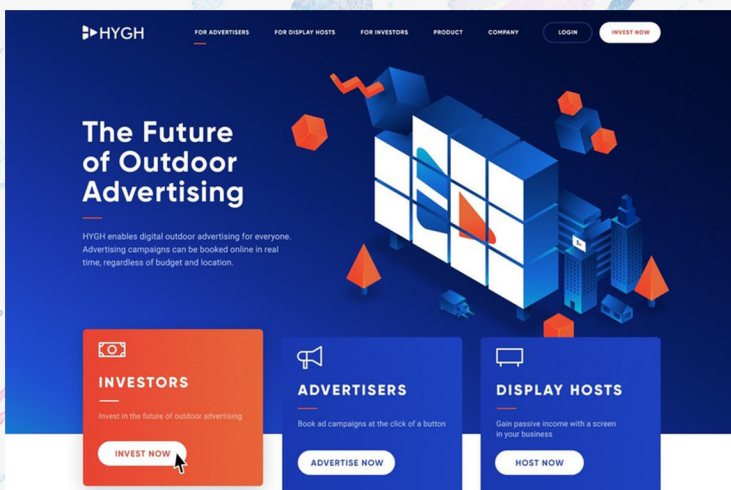 HYGH
FOR ADVERTISERS
FOR DISPLAY HOSTS
FOR INVESTORS
PRODUCT
COMPANY
LOGIN
INVEST NOW
The Future
of Outdoor
Advertising
HYGH enables digital outdoor advertising for everyone.
Advertising campaigns can be booked online in real
time, regardless of budget and location.
INVESTORS
Invest in the future of outdoor advertising
INVEST NOW
ADVERTISERS
Book ad campaigns at the click of a button
ADVERTISE NOW
DISPLAY HOSTS
Gain passive income with a screen
in your business
HOST NOW